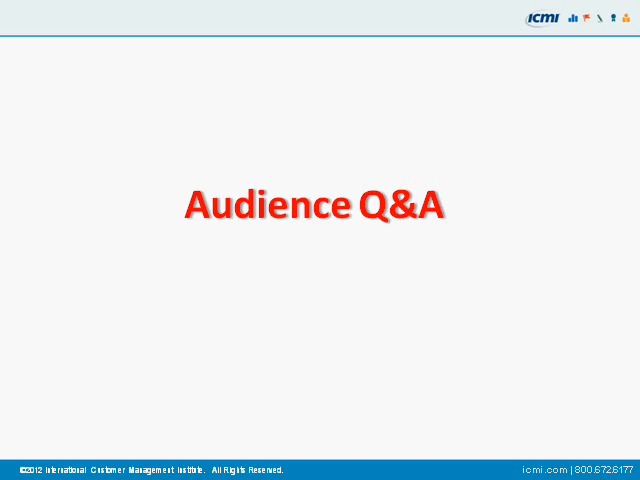 icmi
Audience Q&A
©2012 International Customer Management Institute. All Rights Reserved.
icmi.com | 800.672.6177